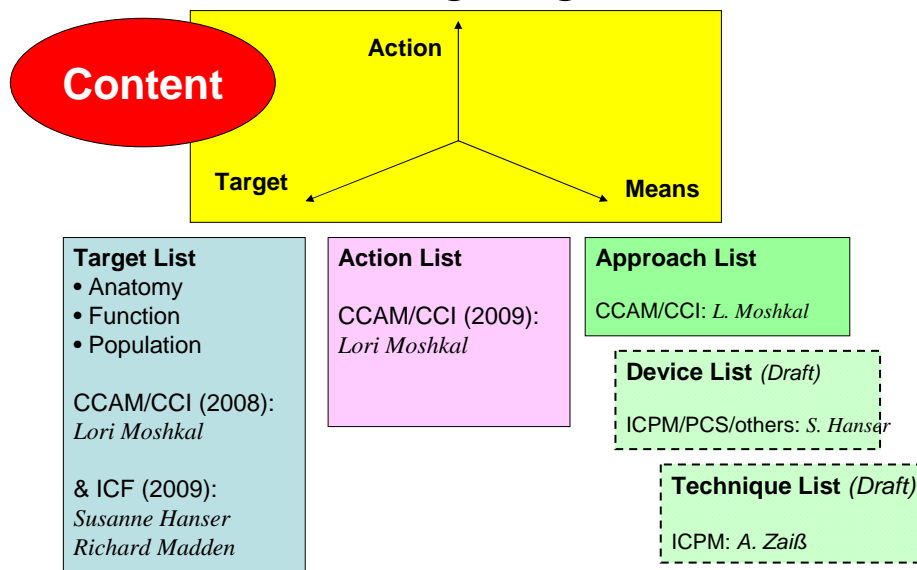 Content
Action
Target
Means
Target List
• Anatomy
• Function
• Population
CCAM/CCI (2008):
Lori Moshkal
& ICF (2009):
Susanne Hanser
Richard Madden
Action List
CCAM/CCI (2009):
Lori Moshkal
Approach List
CCAM/CCI: L. Moshkal
Device List (Draft)
ICPM/PCS/others: S. Hanser
Technique List (Draft)
ICPM: A. Zaiß